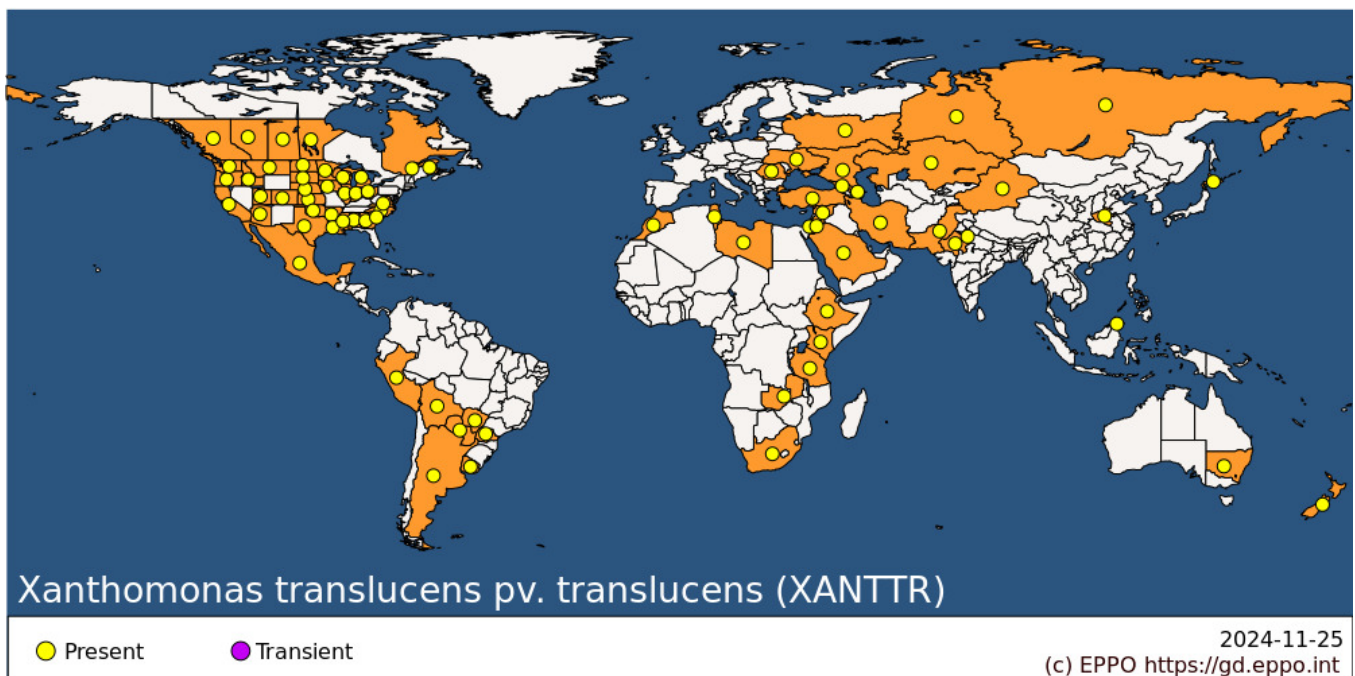 Xanthomonas translucens pv. translucens (XANTTR)
Present
Transient
2024-11-25
(c) EPPO https://gd.eppo.int